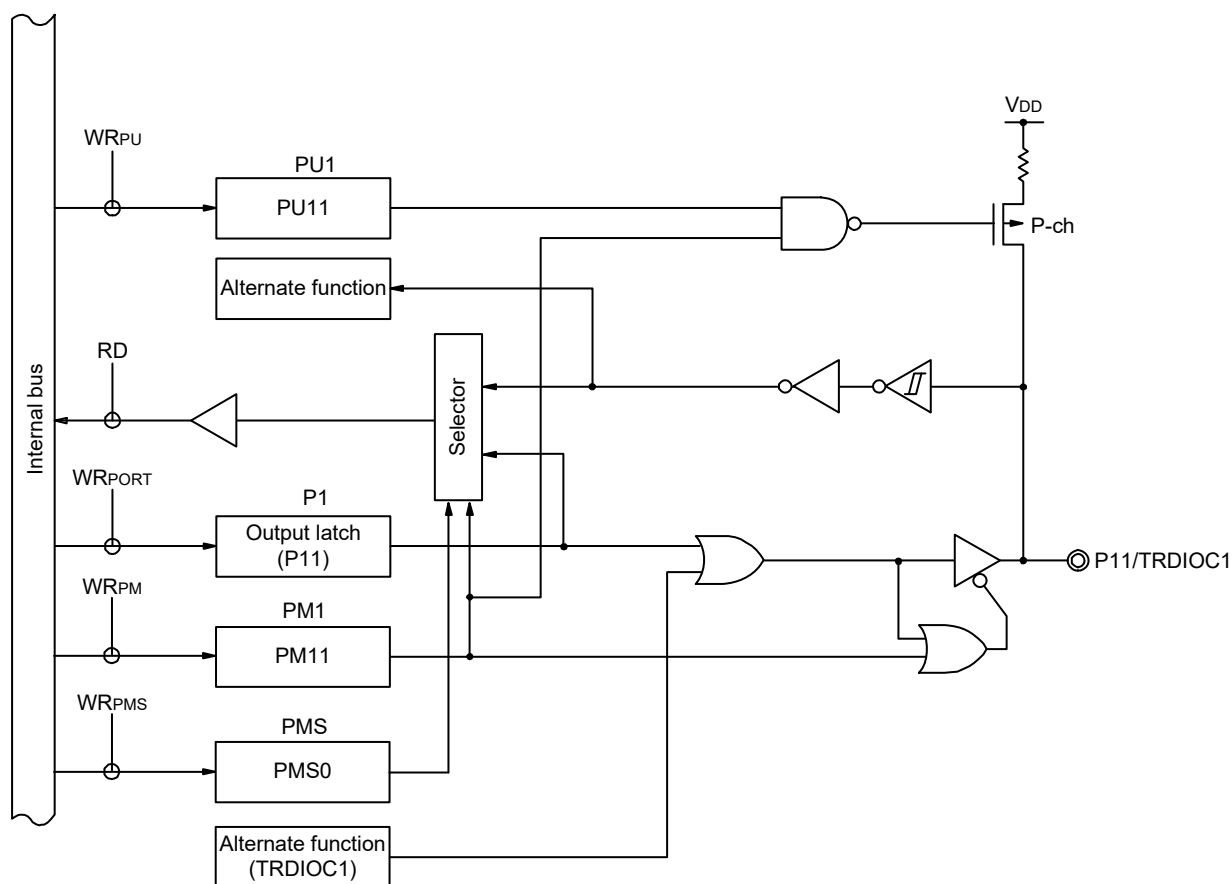 VDD
WRPU
PU1
PU11
P-ch
Alternate function
RD
Internal bus
Selector
WRPORT
P1
Output latch
(P11)
P11/TRDIOC1
WRPM
PM1
PM11
WRPMS
PMS
PMS0
Alternate function
(TRDIOC1)